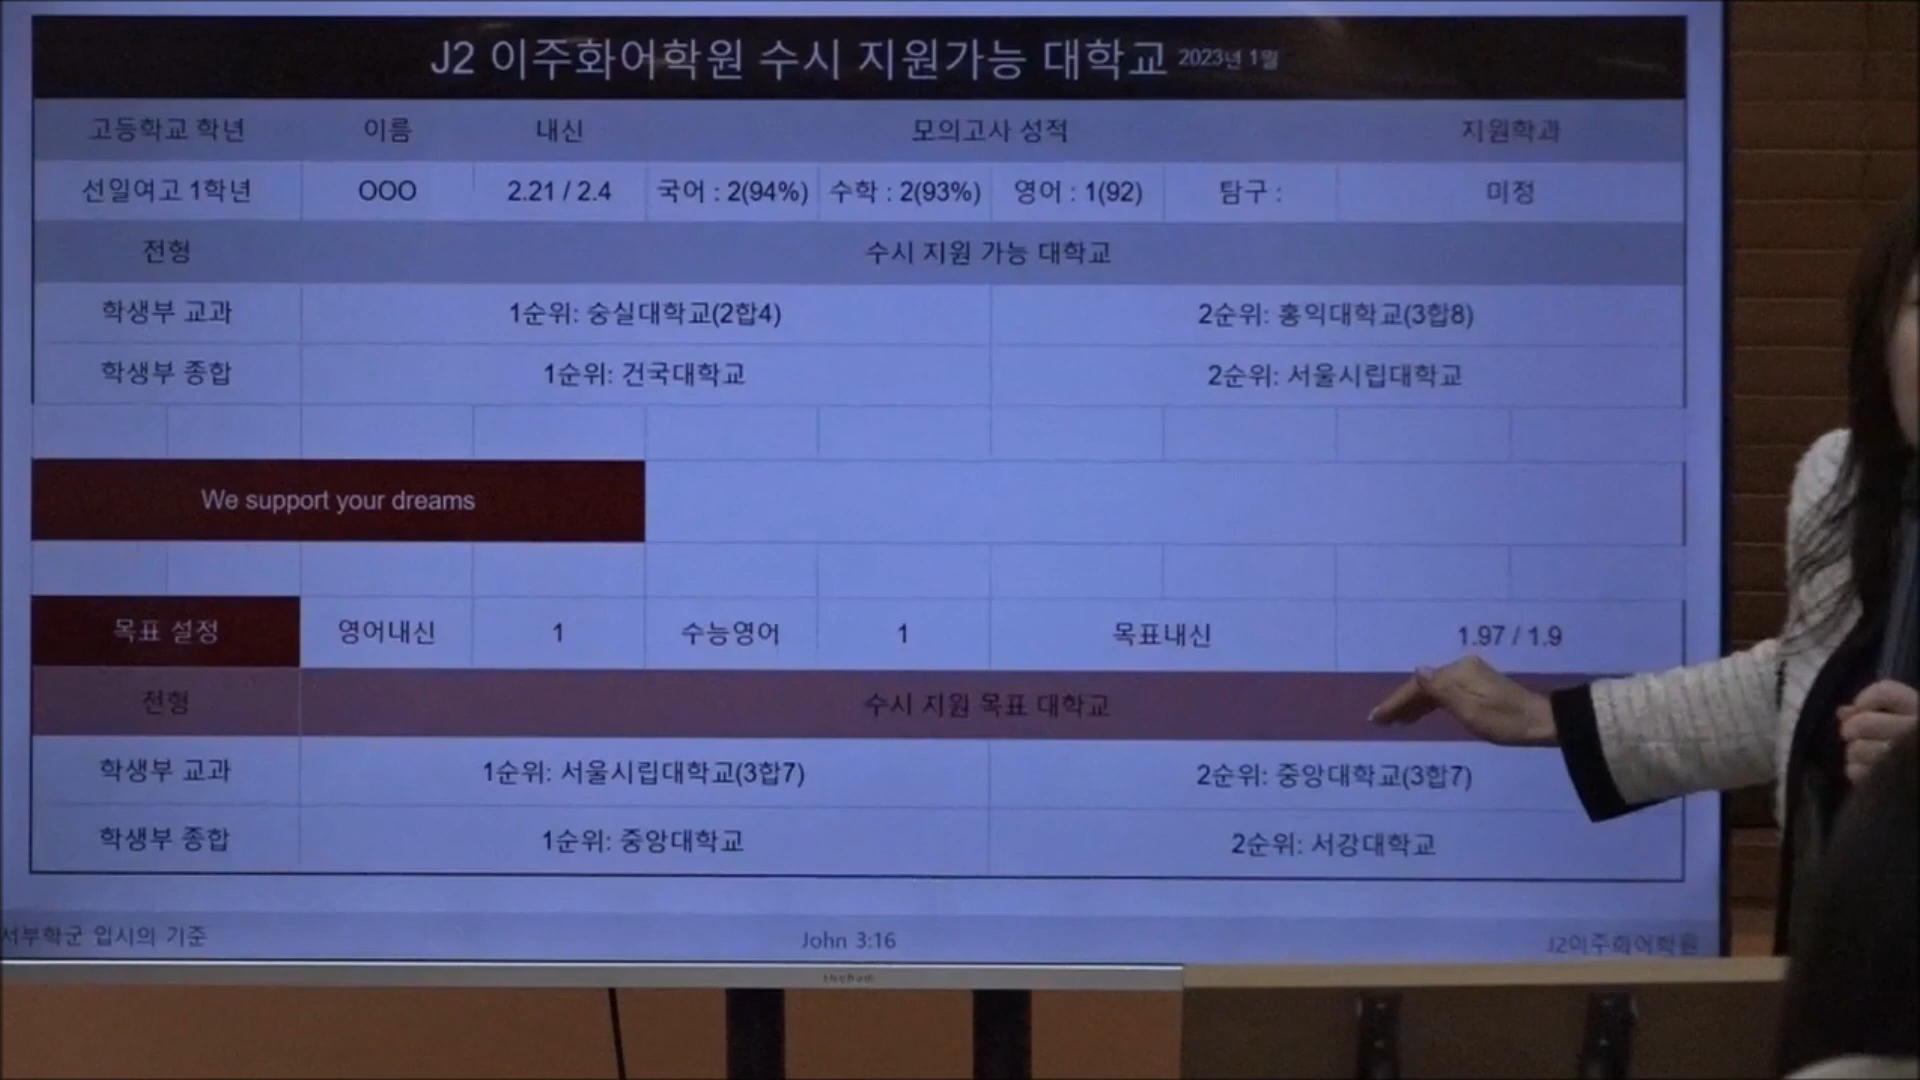 J2 이주화어학원 수시 지원가능 대학교 2023년 1월
고등학교 학년 이름 내신 모의고사 성적 지원학과
선일여고 1학년 OOO 2.21 / 2.4 국어 : 2(94%) 수학 : 2(93%) 영어 : 1(92) 탐구 : 미정
전형 수시 지원 가능 대학교
학생부 교과 1순위: 숭실대학교(2합4) 2순위: 홍익대학교(3합8)
학생부 종합 1순위: 건국대학교 2순위: 서울시립대학교
We support your dreams
목표 설정 영어내신 1 수능영어 1 목표내신 1.97 / 1.9
전형 수시 지원 목표 대학교
학생부 교과 1순위: 서울시립대학교(3합7) 2순위: 중앙대학교(3합7)
학생부 종합 1순위: 중앙대학교 2순위: 서강대학교
서부학군 입시의 기준 John 3:16 J2이주화어학원